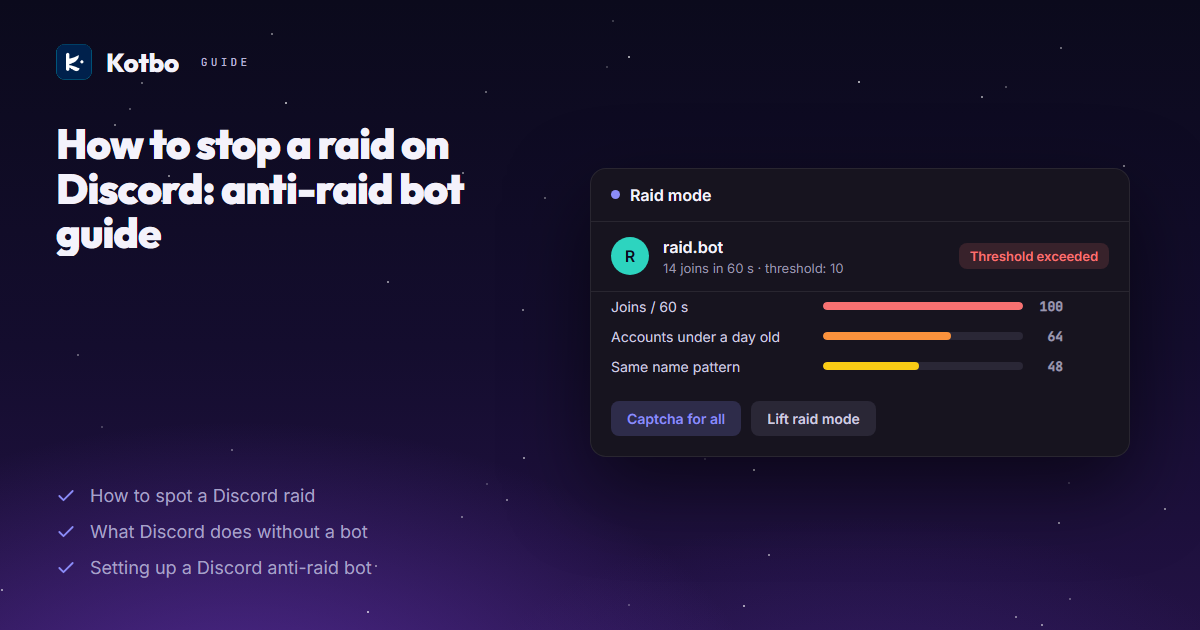 Kotbo GUIDE
How to stop a raid on
Discord: anti-raid bot
guide
How to spot a Discord raid
What Discord does without a bot
Setting up a Discord anti-raid bot
Raid mode
R
raid.bot
14 joins in 60 s · threshold: 10
Threshold exceeded
Joins / 60 s 100
Accounts under a day old 64
Same name pattern 48
Captcha for all
Lift raid mode